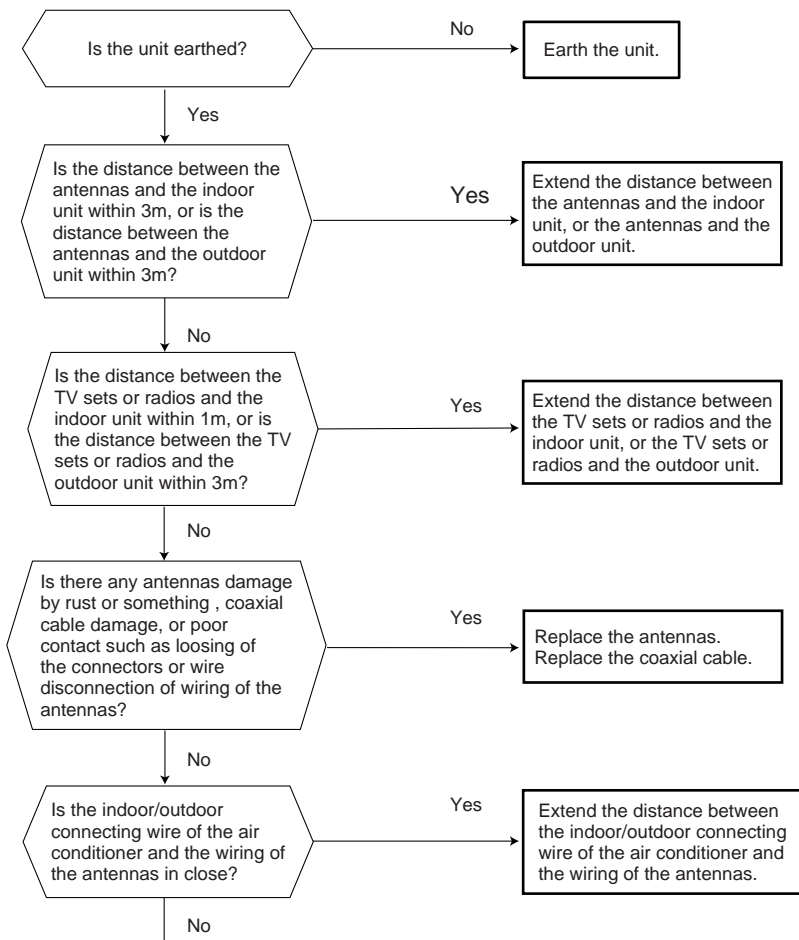 Is the unit earthed?
No
Earth the unit.
Yes
Is the distance between the
antennas and the indoor
unit within 3m, or is the
distance between the
antennas and the outdoor
unit within 3m?
Yes
Extend the distance between
the antennas and the indoor
unit, or the antennas and the
outdoor unit.
No
Is the distance between the
TV sets or radios and the
indoor unit within 1m, or is
the distance between the TV
sets or radios and the
outdoor unit within 3m?
Yes
Extend the distance between
the TV sets or radios and the
indoor unit, or the TV sets or
radios and the outdoor unit.
No
Is there any antennas damage
by rust or something , coaxial
cable damage, or poor
contact such as loosing of
the connectors or wire
disconnection of wiring of the
antennas?
Yes
Replace the antennas.
Replace the coaxial cable.
No
Is the indoor/outdoor
connecting wire of the air
conditioner and the wiring of
the antennas in close?
Yes
Extend the distance between
the indoor/outdoor connecting
wire of the air conditioner and
the wiring of the antennas.
No